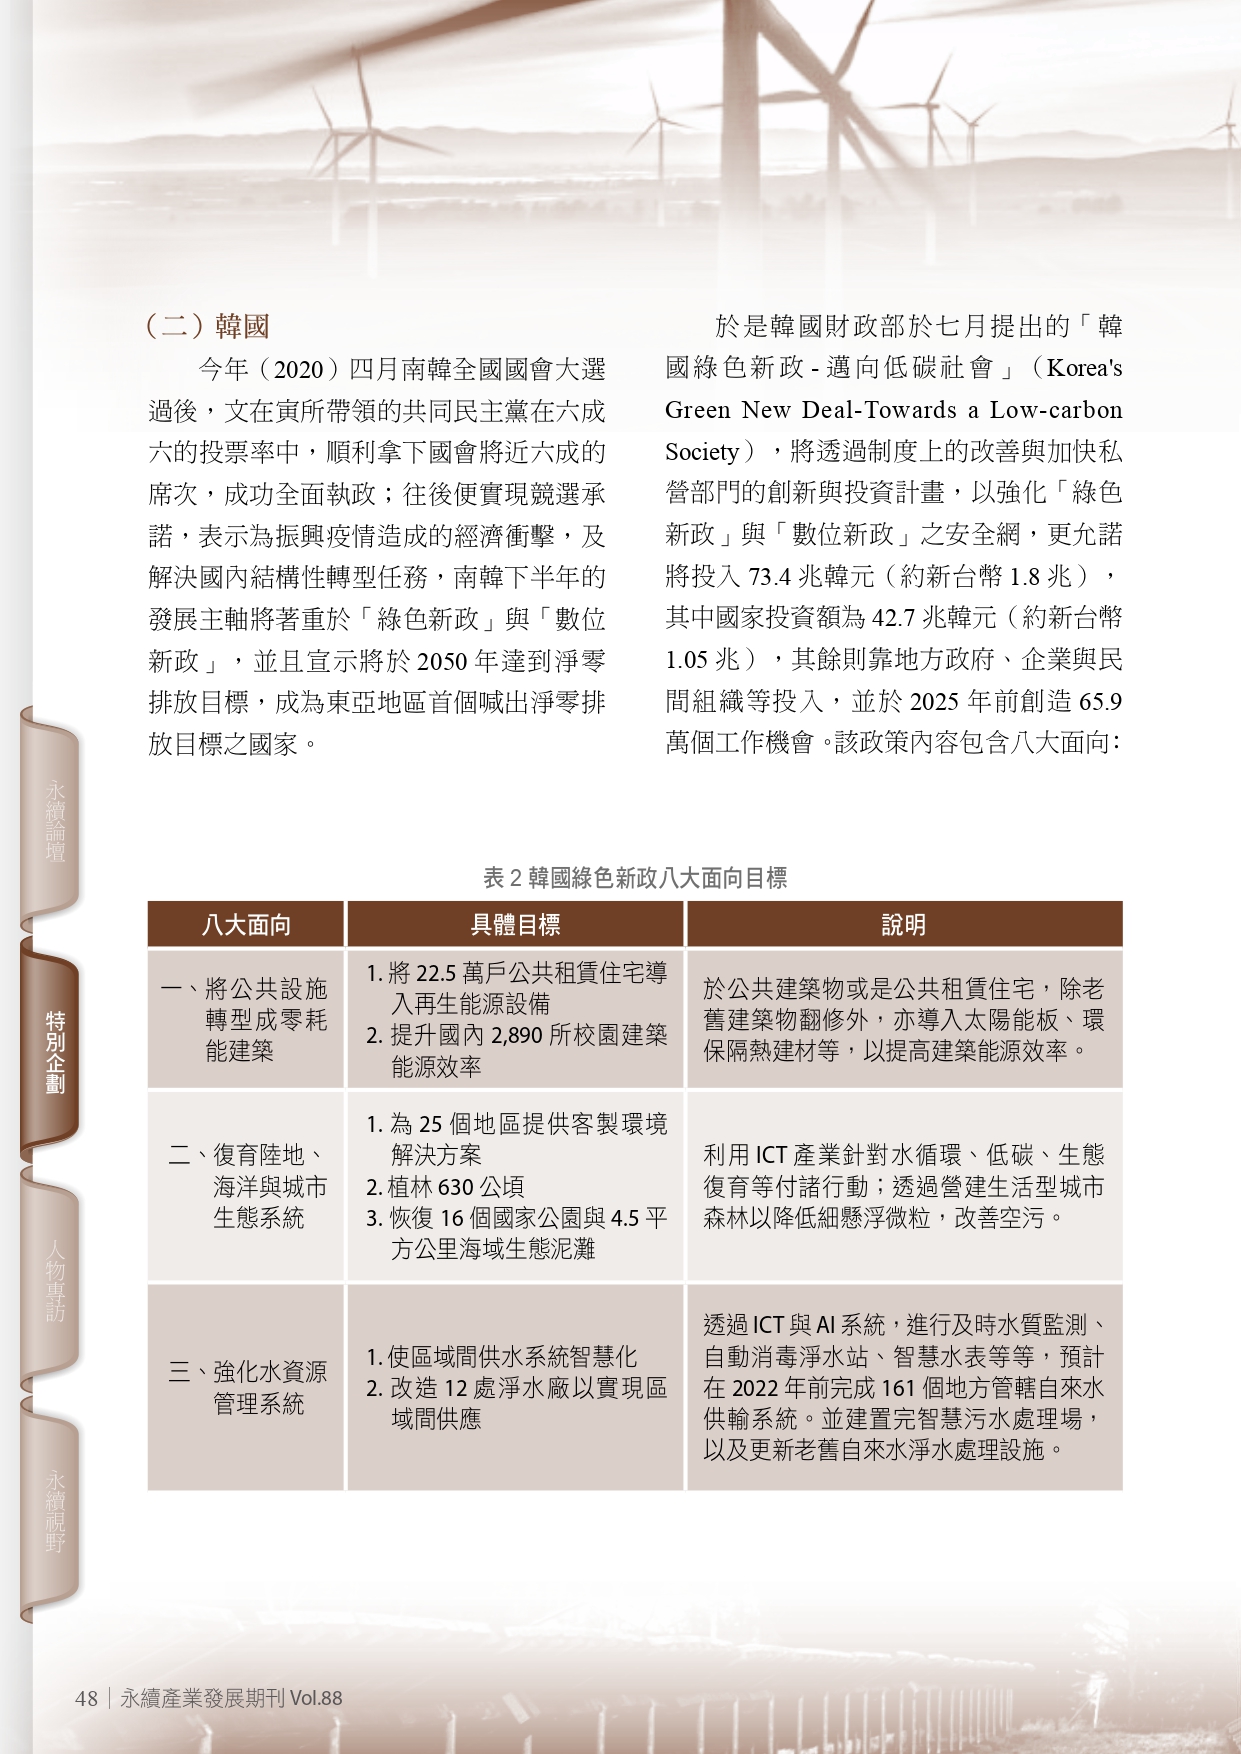 （二）韓國
今年（2020）四月南韓全國國會大選
過後，文在寅所帶領的共同民主黨在六成
六的投票率中，順利拿下國會將近六成的
席次，成功全面執政；往後便實現競選承
諾，表示為振興疫情造成的經濟衝擊，及
解決國內結構性轉型任務，南韓下半年的
發展主軸將著重於「綠色新政」與「數位
新政」，並且宣示將於 2050 年達到淨零
排放目標，成為東亞地區首個喊出淨零排
放目標之國家。
於是韓國財政部於七月提出的「韓
國綠色新政 - 邁向低碳社會」（Korea's
Green New Deal-Towards a Low-carbon
Society），將透過制度上的改善與加快私
營部門的創新與投資計畫，以強化「綠色
新政」與「數位新政」之安全網，更允諾
將投入 73.4 兆韓元（約新台幣 1.8 兆），
其中國家投資額為 42.7 兆韓元（約新台幣
1.05 兆），其餘則靠地方政府、企業與民
間組織等投入，並於 2025 年前創造 65.9
萬個工作機會。該政策內容包含八大面向：
表 2 韓國綠色新政八大面向目標
八大面向
具體目標
說明
一、將公共設施
轉型成零耗
能建築
1. 將 22.5 萬戶公共租賃住宅導
入再生能源設備
2. 提升國內 2,890 所校園建築
能源效率
於公共建築物或是公共租賃住宅，除老
舊建築物翻修外，亦導入太陽能板、環
保隔熱建材等，以提高建築能源效率。
二、復育陸地、
海洋與城市
生態系統
1. 為 25 個地區提供客製環境
解決方案
2. 植林 630 公頃
3. 恢復 16 個國家公園與 4.5 平
方公里海域生態泥灘
利用 ICT 產業針對水循環、低碳、生態
復育等付諸行動；透過營建生活型城市
森林以降低細懸浮微粒，改善空污。
三、強化水資源
管理系統
1. 使區域間供水系統智慧化
2. 改造 12 處淨水廠以實現區
域間供應
透過 ICT 與 AI 系統，進行及時水質監測、
自動消毒淨水站、智慧水表等等，預計
在 2022 年前完成 161 個地方管轄自來水
供輸系統。並建置完智慧污水處理場，
以及更新老舊自來水淨水處理設施。
永續論壇
特別企劃
人物專訪
永續視野
48｜永續產業發展期刊 Vol.88